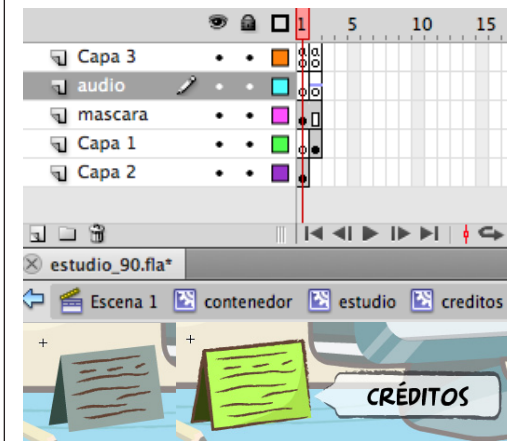 1 5 10 15
Capa 3
audio
mascara
Capa 1
Capa 2
estudio_90.fla*
Escena 1 contenedor estudio creditos
CRÉDITOS